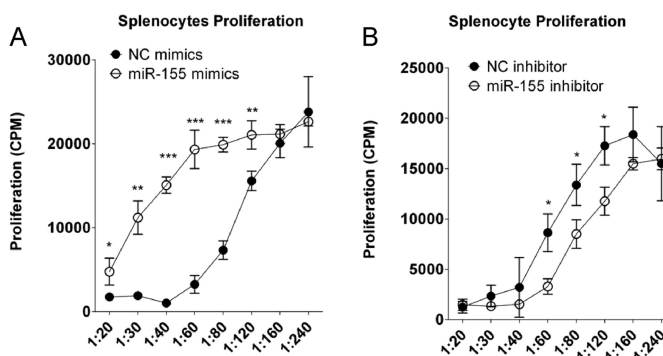 A
Splenocytes Proliferation
NC mimics
miR-155 mimics
Proliferation (CPM)
30000
20000
10000
0
* ** *** *** *** **
1:20 1:30 1:40 1:60 1:80 1:120 1:160 1:240
B
Splenocyte Proliferation
NC inhibitor
miR-155 inhibitor
Proliferation (CPM)
25000
20000
15000
10000
5000
0
* * *
1:20 1:30 1:40 1:60 1:80 1:120 1:160 1:240